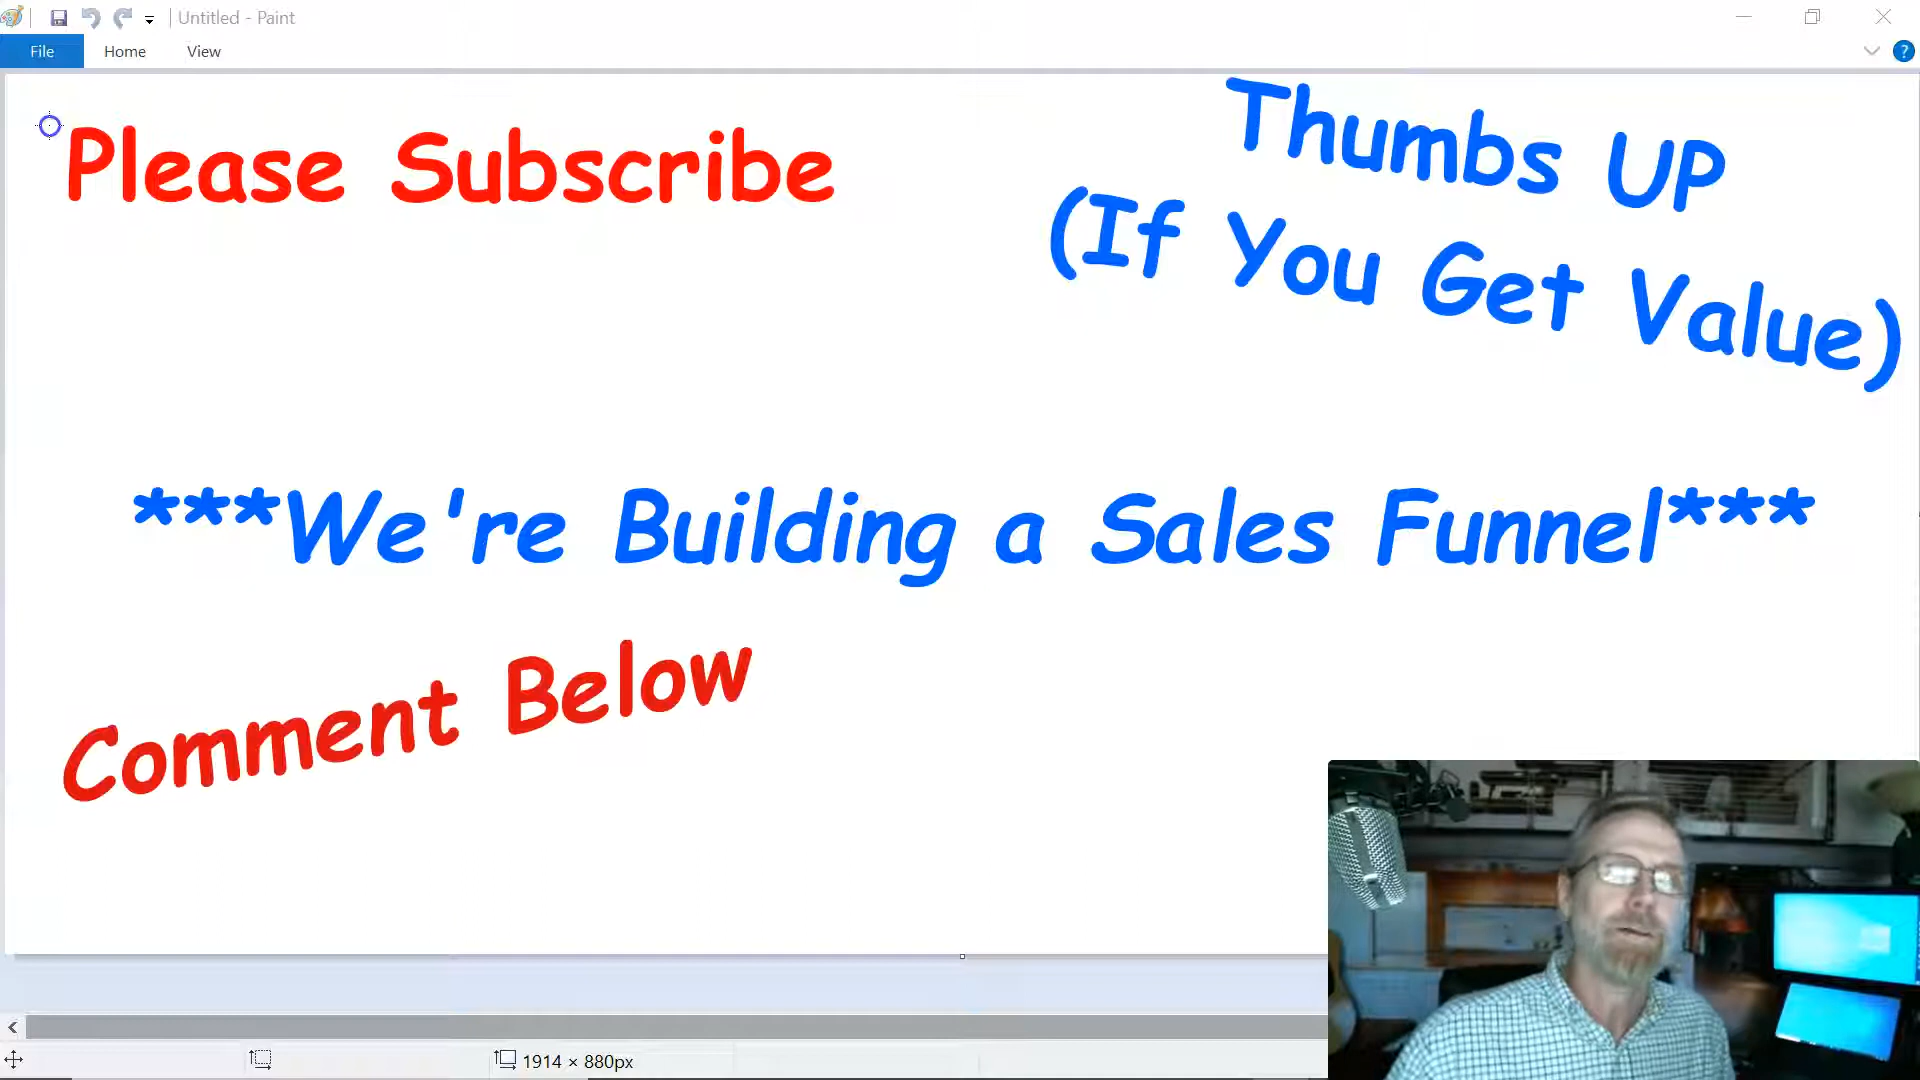 Untitled - Paint
File Home View
?
Please Subscribe
Thumbs UP
(If You Get Value)
***We're Building a Sales Funnel***
Comment Below
1914 × 880px